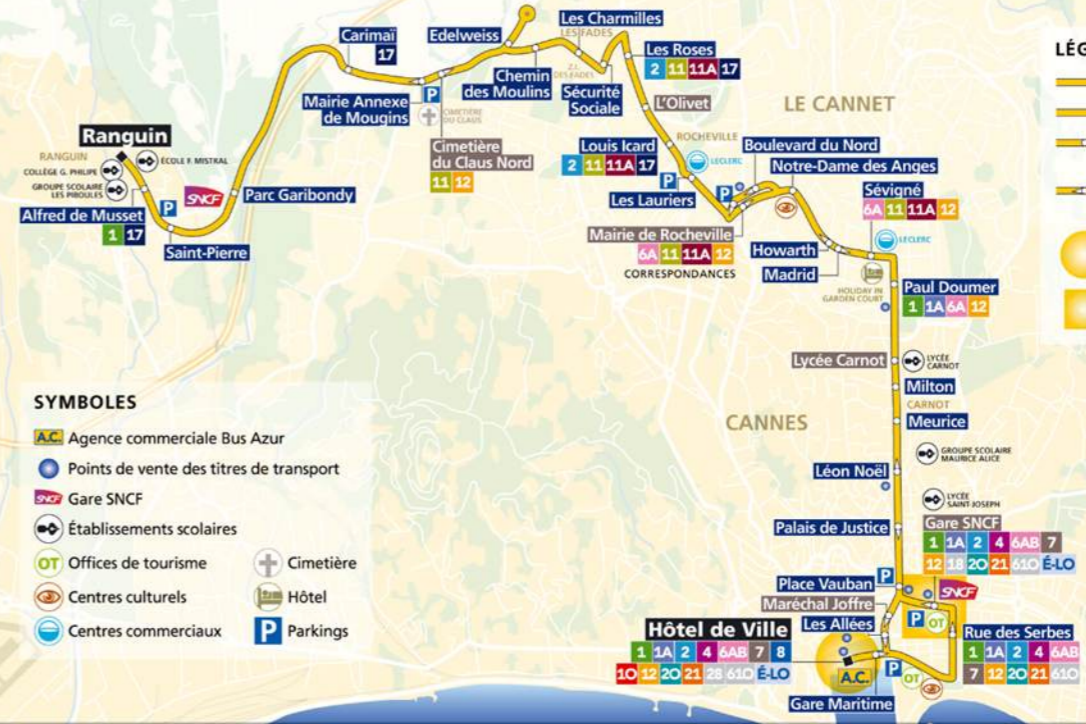 Les Charmilles
LES FADES
Carimaï
17
Edelweiss
Les Roses
2 11 11A 17
LÉG
Z.I.
DES FADES
Chemin
des Moulins
Sécurité
Sociale
Mairie Annexe
de Mougins
P
CIMETIÈRE
DU CLAUS
L'Olivet
LE CANNET
Ranguin
RANGUIN
ÉCOLE F. MISTRAL
COLLÈGE G. PHILIPE
GROUPE SCOLAIRE
LES PIBOULES
Cimetière
du Claus Nord
11 12
ROCHEVILLE
Louis Icard
2 11 11A 17
LECLERC
Boulevard du Nord
Notre-Dame des Anges
P
Les Lauriers
P
Sévigné
6A 11 11A 12
SNCF
Parc Garibondy
Alfred de Musset
1 17
P
Saint-Pierre
Mairie de Rocheville
6A 11 11A 12
CORRESPONDANCES
Howarth
Madrid
LECLERC
HOLIDAY IN
GARDEN COURT
Paul Doumer
1 1A 6A 12
Lycée Carnot
LYCÉE
CARNOT
Milton
CARNOT
Meurice
CANNES
GROUPE SCOLAIRE
MAURICE ALICE
Léon Noël
LYCÉE
SAINT-JOSEPH
Palais de Justice
Gare SNCF
1 1A 2 4 6AB 7
12 18 20 21 610 É-LO
Place Vauban
P
SNCF
Maréchal Joffre
P
OT
Les Allées
Hôtel de Ville
1 1A 2 4 6AB 7 8
10 12 20 21 28 610 É-LO
A.C.
P
OT
Rue des Serbes
1 1A 2 4 6AB
7 12 20 21 610
Gare Maritime
SYMBOLES
A.C. Agence commerciale Bus Azur
Points de vente des titres de transport
SNCF Gare SNCF
Établissements scolaires
OT Offices de tourisme
Cimetière
Centres culturels
Hôtel
Centres commerciaux
P Parkings